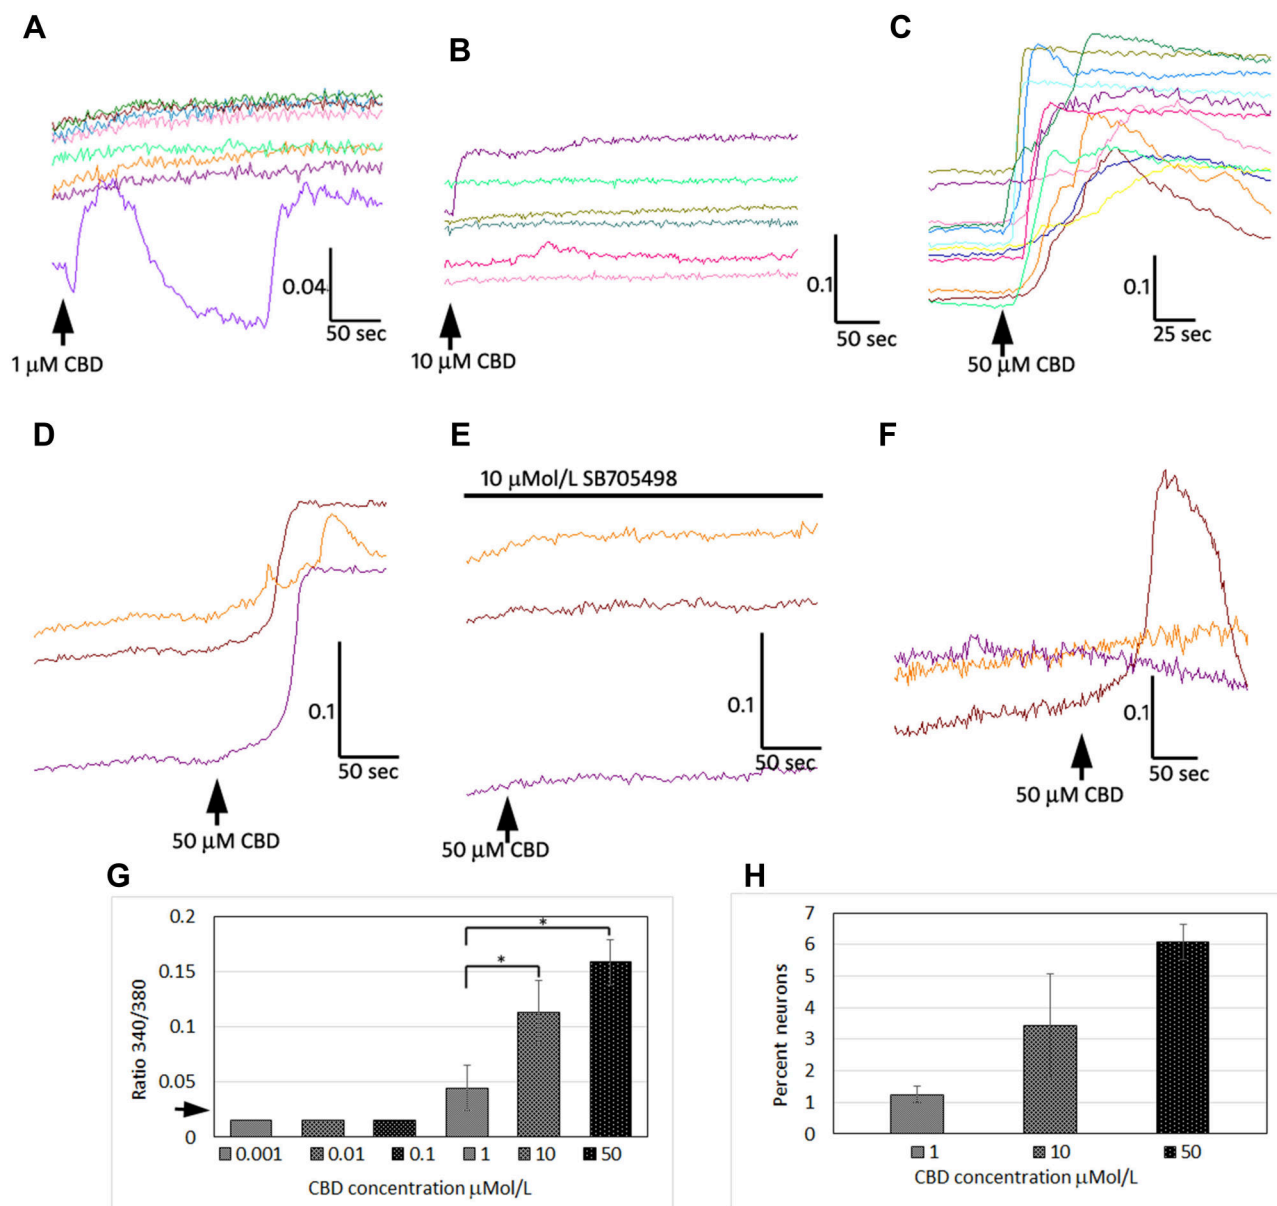 A
B
C
0.04
50 sec
1 μM CBD
0.1
50 sec
10 μM CBD
0.1
25 sec
50 μM CBD
D
E
F
10 μMol/L SB705498
0.1
50 sec
50 μM CBD
0.1
50 sec
50 μM CBD
0.1
50 sec
50 μM CBD
G
Ratio 340/380
0.2
0.15
0.1
0.05
0
*
*
0.001 0.01 0.1 1 10 50
CBD concentration μMol/L
H
Percent neurons
7
6
5
4
3
2
1
0
1 10 50
CBD concentration μMol/L